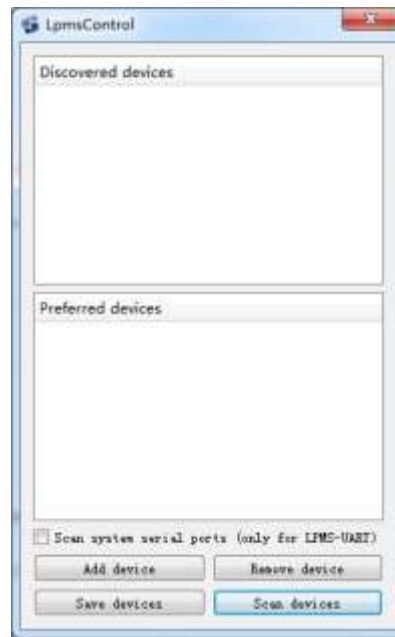 LpmsControl
Discovered devices
Preferred devices
Scan system serial ports (only for LPMS-UART)
Add device Remove device
Save devices Scan devices